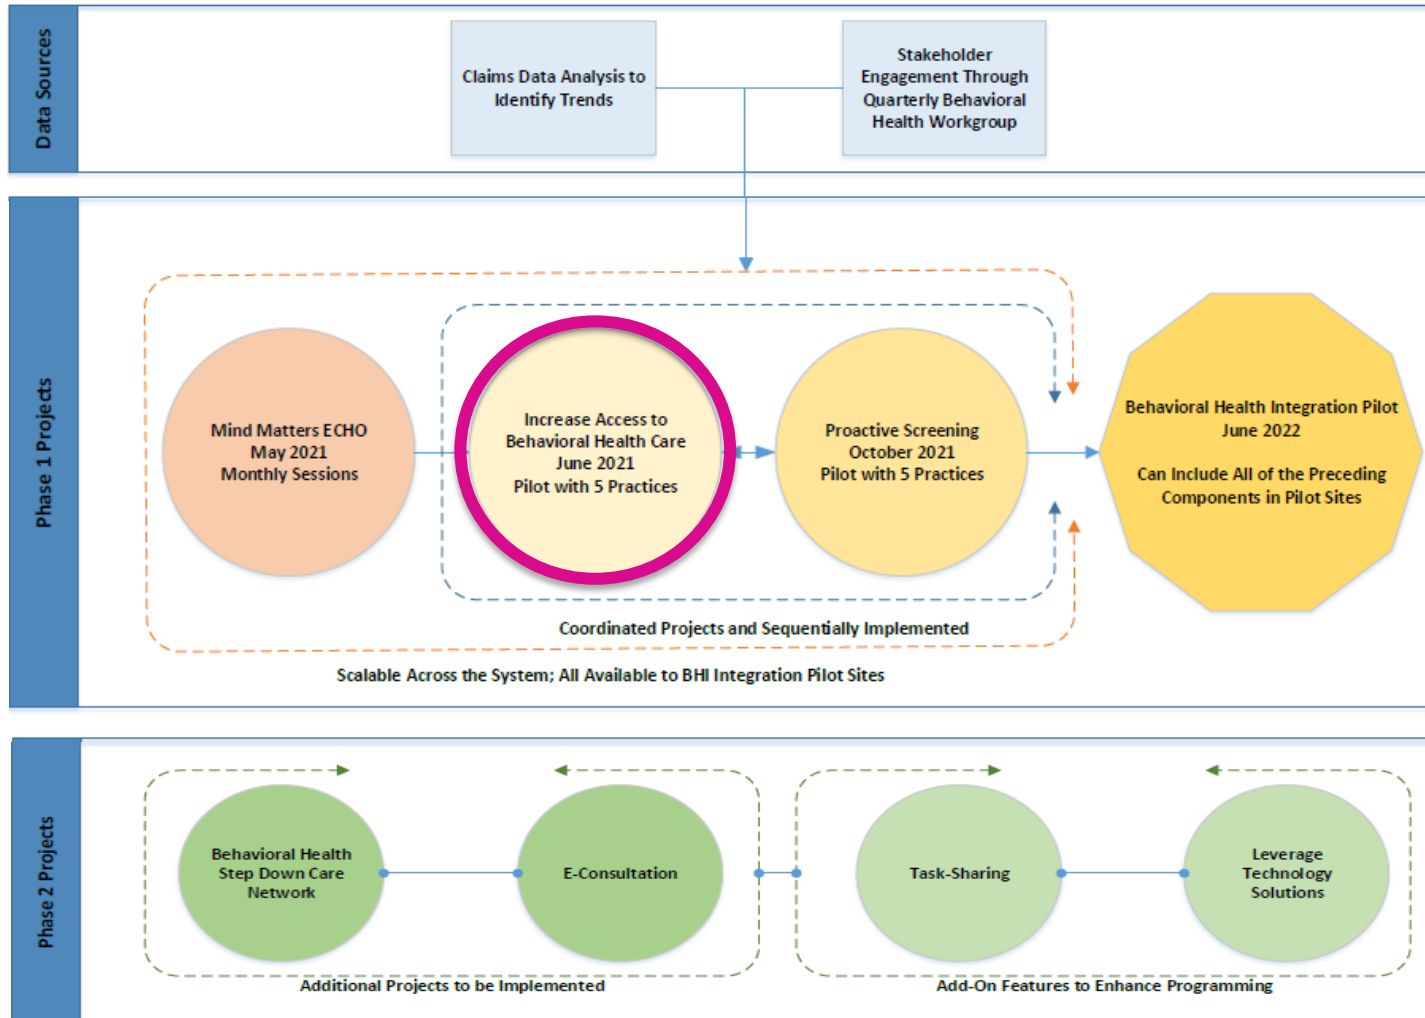 Data Sources
Claims Data Analysis to
Identify Trends
Stakeholder
Engagement Through
Quarterly Behavioral
Health Workgroup
Phase 1 Projects
Mind Matters ECHO
May 2021
Monthly Sessions
Increase Access to
Behavioral Health Care
June 2021
Pilot with 5 Practices
Proactive Screening
October 2021
Pilot with 5 Practices
Behavioral Health Integration Pilot
June 2022
Can Include All of the Preceding
Components in Pilot Sites
Coordinated Projects and Sequentially Implemented
Scalable Across the System; All Available to BHI Integration Pilot Sites
Phase 2 Projects
Behavioral Health
Step Down Care
Network
E-Consultation
Task-Sharing
Leverage
Technology
Solutions
Additional Projects to be Implemented
Add-On Features to Enhance Programming